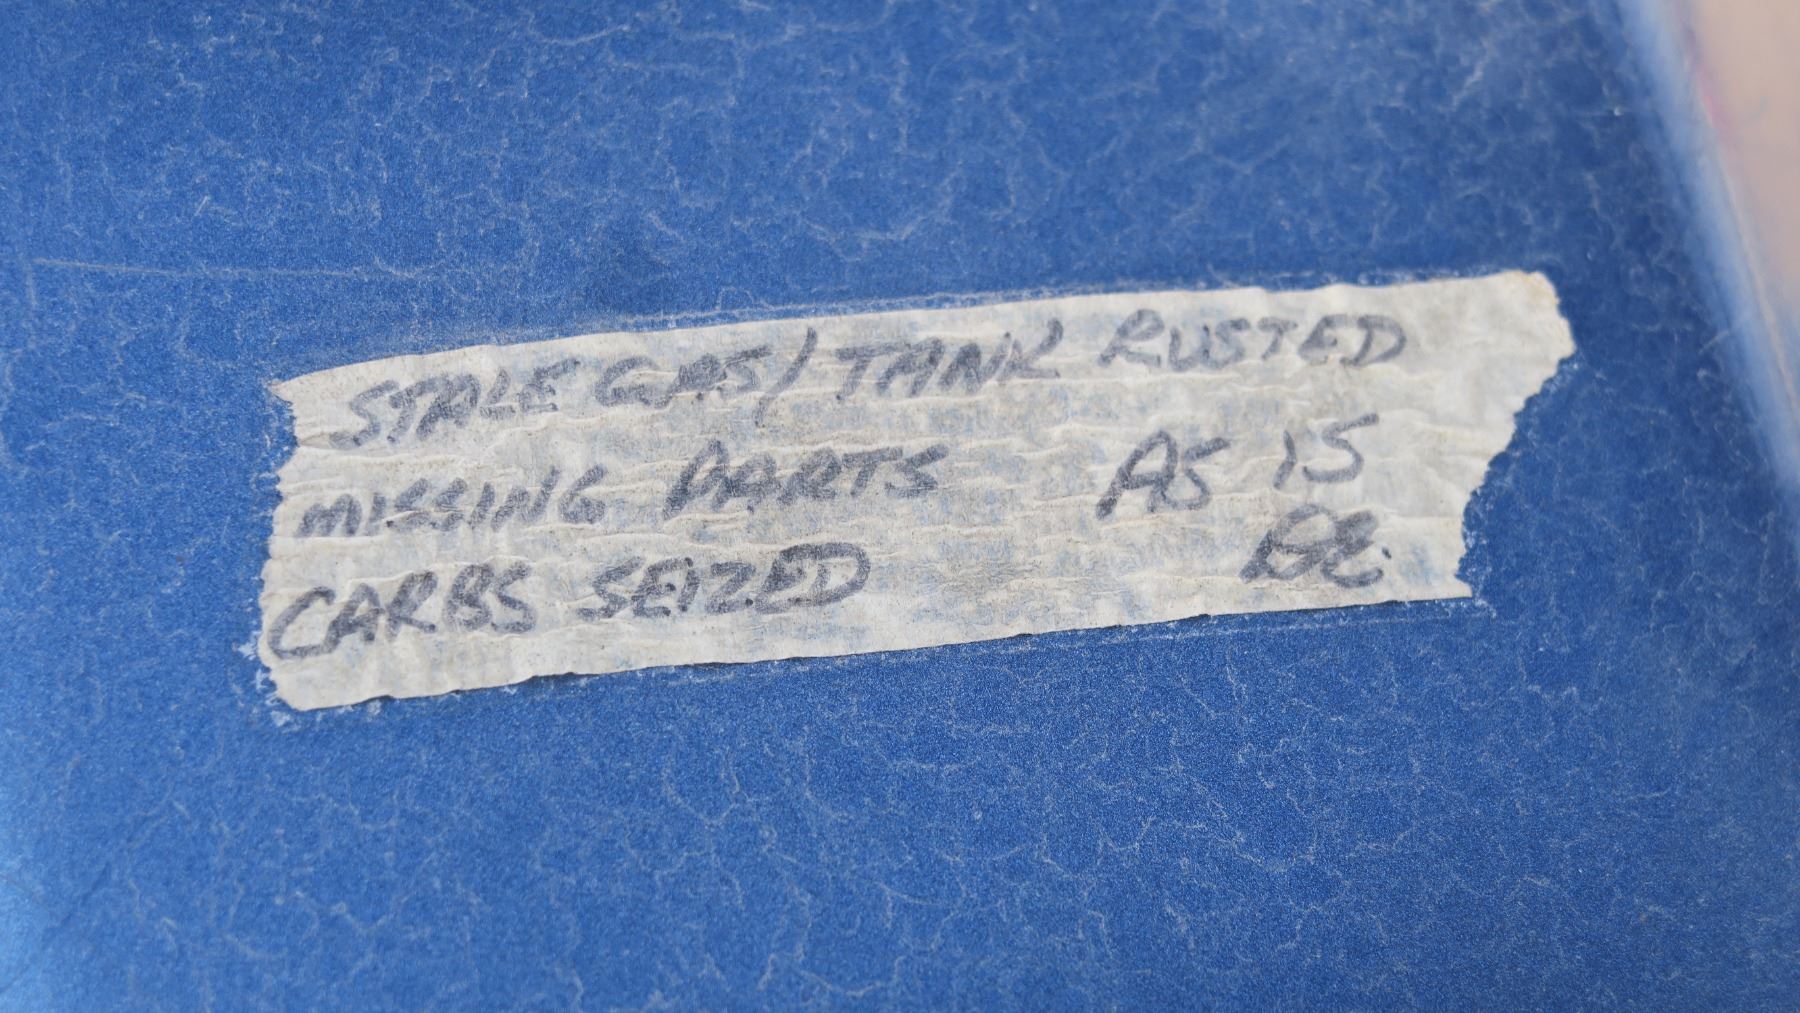 STALE GAS/TANK RUSTED
MISSING PARTS AS IS
CARBS SEIZED